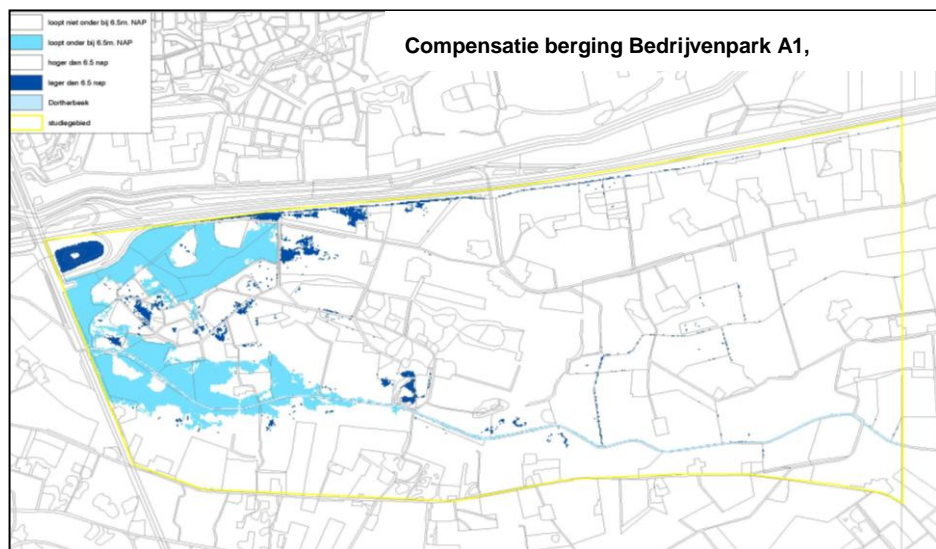 loopt niet onder bij 6.5m. NAP
loopt onder bij 6.5m. NAP
hoger dan 6.5 nap
lager dan 6.5 nap
Dortherbeek
studiegebied
Compensatie berging Bedrijvenpark A1,